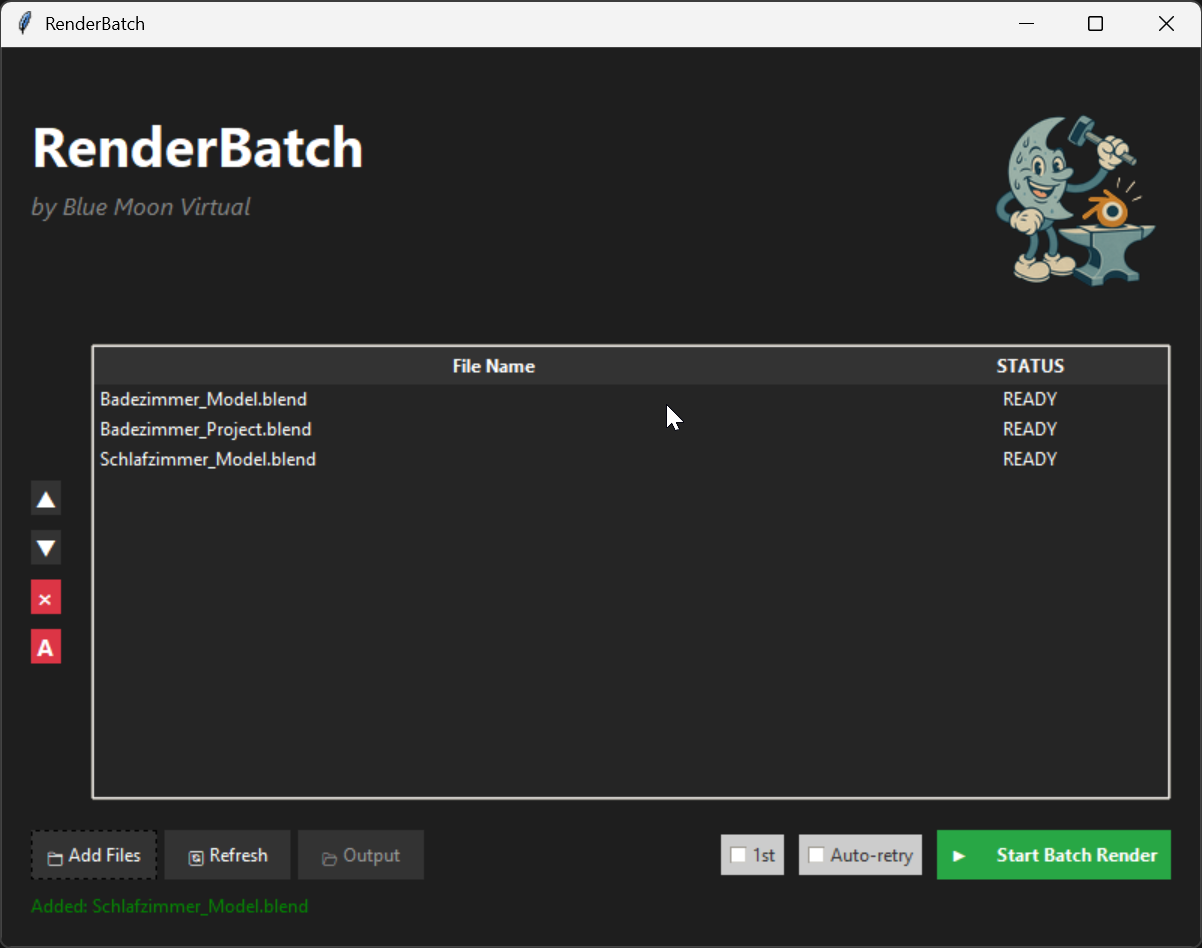 RenderBatch
RenderBatch
by Blue Moon Virtual
File Name STATUS
Badezimmer_Model.blend READY
Badezimmer_Project.blend READY
Schlafzimmer_Model.blend READY
▲
▼
×
A
Add Files Refresh Output 1st Auto-retry ► Start Batch Render
Added: Schlafzimmer_Model.blend